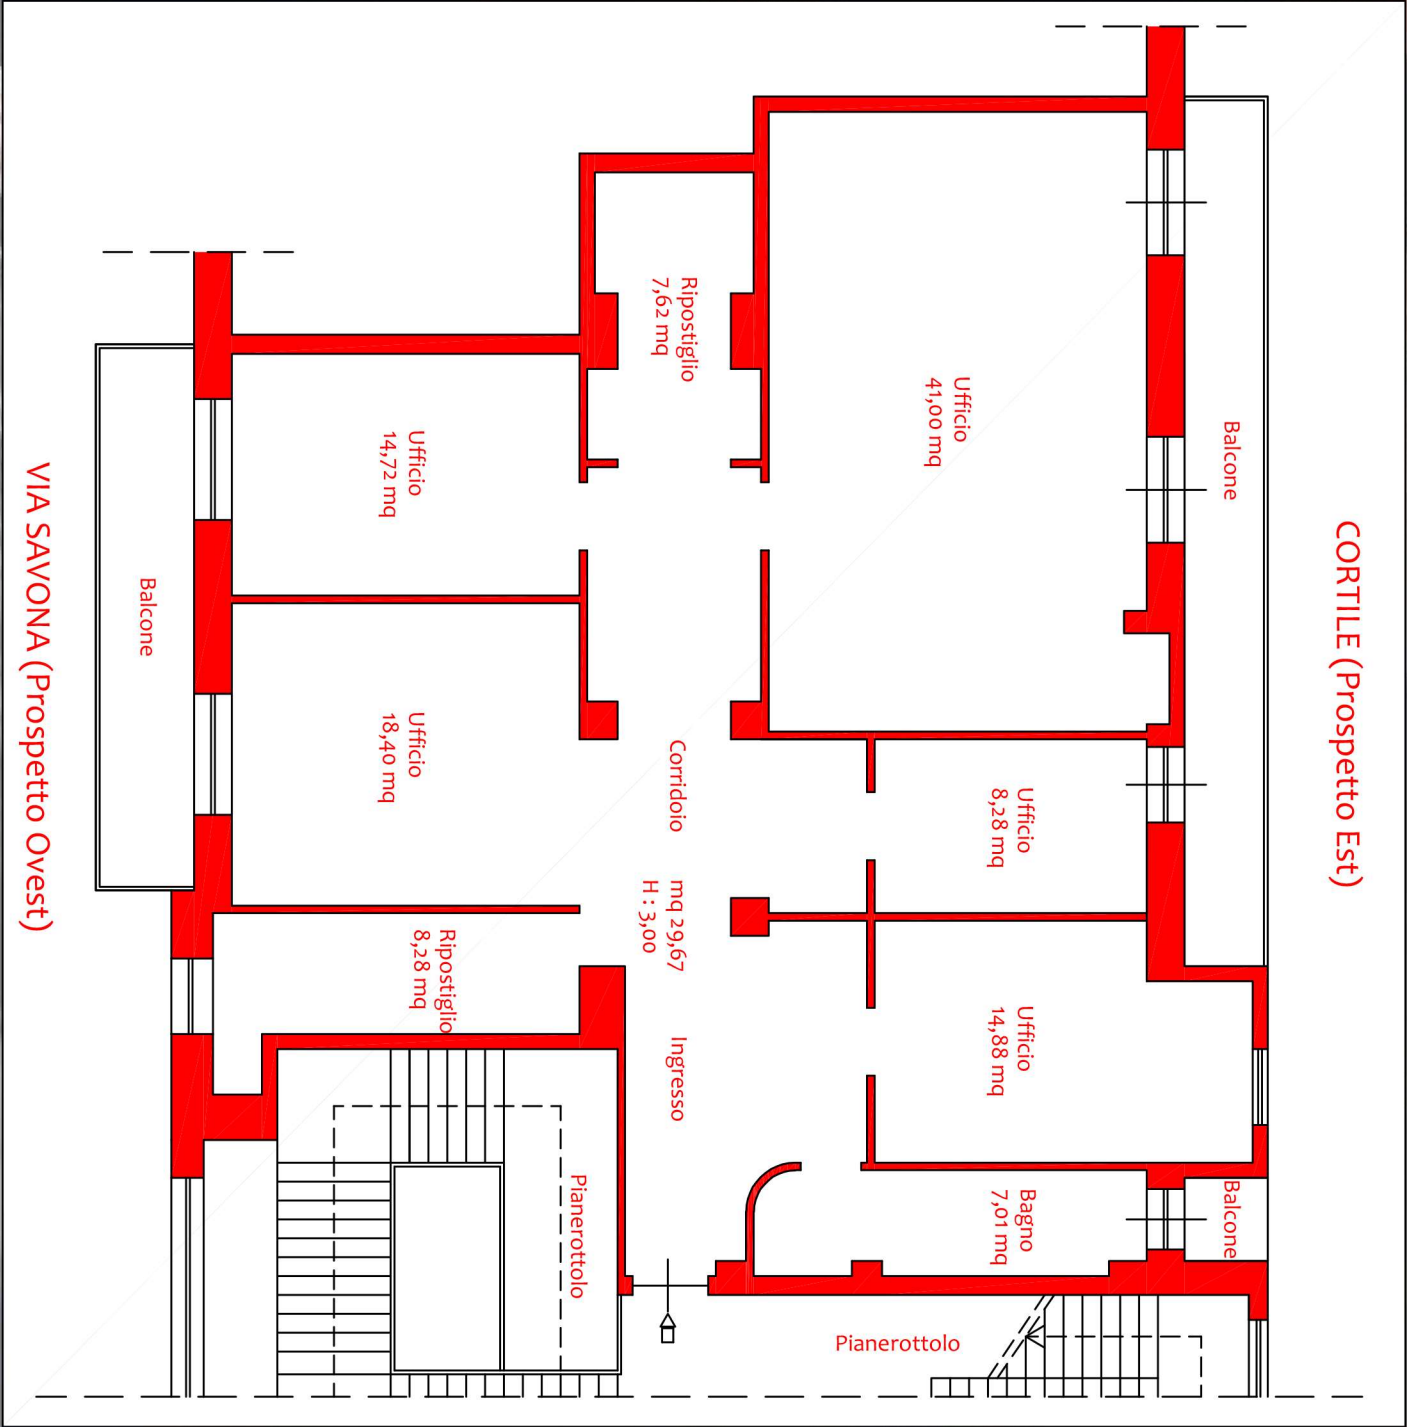 CORTILE (Prospetto Est)
Balcone
Ufficio
41,00 mq
Ripostiglio
7,62 mq
Ufficio
14,72 mq
Balcone
VIA SAVONA (Prospetto Ovest)
Ufficio
18,40 mq
Corridoio
mq 29,67
H : 3,00
Ufficio
8,28 mq
Ripostiglio
8,28 mq
Ingresso
Ufficio
14,88 mq
Bagno
7,01 mq
Balcone
Pianerottolo
Pianerottolo